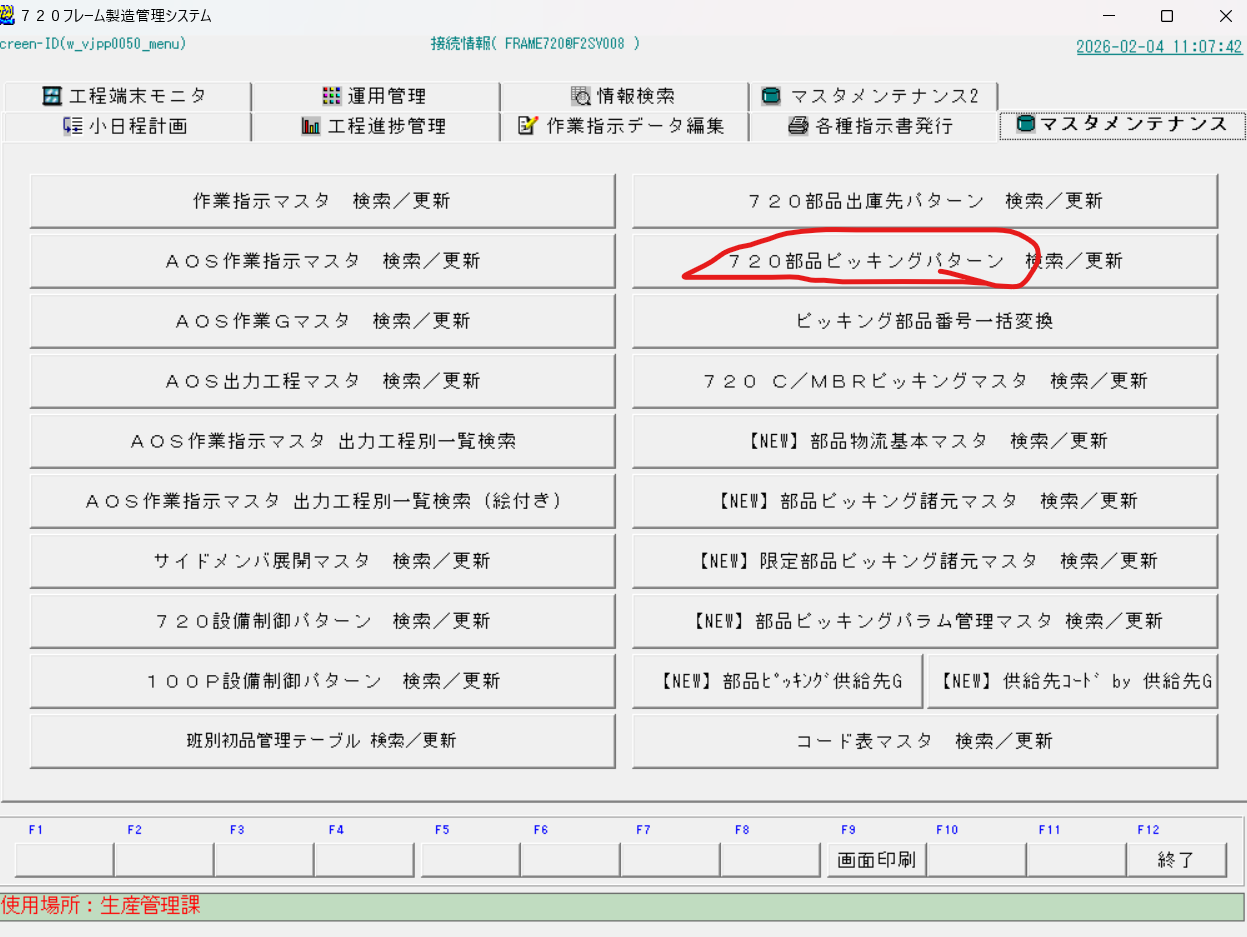 ７２０フレーム製造管理システム
creen-ID(w_vjpp0050_menu)
接続情報( FRAME720@F2SV008 )
2026-02-04 11:07:42
工程端末モニタ
運用管理
情報検索
マスタメンテナンス2
小日程計画
工程進捗管理
作業指示データ編集
各種指示書発行
マスタメンテナンス
作業指示マスタ　検索／更新
７２０部品出庫先パターン　検索／更新
ＡＯＳ作業指示マスタ　検索／更新
７２０部品ピッキングパターン　検索／更新
ＡＯＳ作業Ｇマスタ　検索／更新
ピッキング部品番号一括変換
ＡＯＳ出力工程マスタ　検索／更新
７２０ Ｃ／ＭＢＲピッキングマスタ　検索／更新
ＡＯＳ作業指示マスタ 出力工程別一覧検索
【NEW】部品物流基本マスタ　検索／更新
ＡＯＳ作業指示マスタ 出力工程別一覧検索（絵付き）
【NEW】部品ピッキング諸元マスタ　検索／更新
サイドメンバ展開マスタ　検索／更新
【NEW】限定部品ピッキング諸元マスタ　検索／更新
７２０設備制御パターン　検索／更新
【NEW】部品ピッキングパラム管理マスタ 検索／更新
１００Ｐ設備制御パターン　検索／更新
【NEW】部品ﾋﾟｯｷﾝｸﾞ供給先G
【NEW】供給先ｺｰﾄﾞ by 供給先G
班別初品管理テーブル 検索／更新
コード表マスタ　検索／更新
F1
F2
F3
F4
F5
F6
F7
F8
F9
F10
F11
F12
画面印刷
終了
使用場所：生産管理課